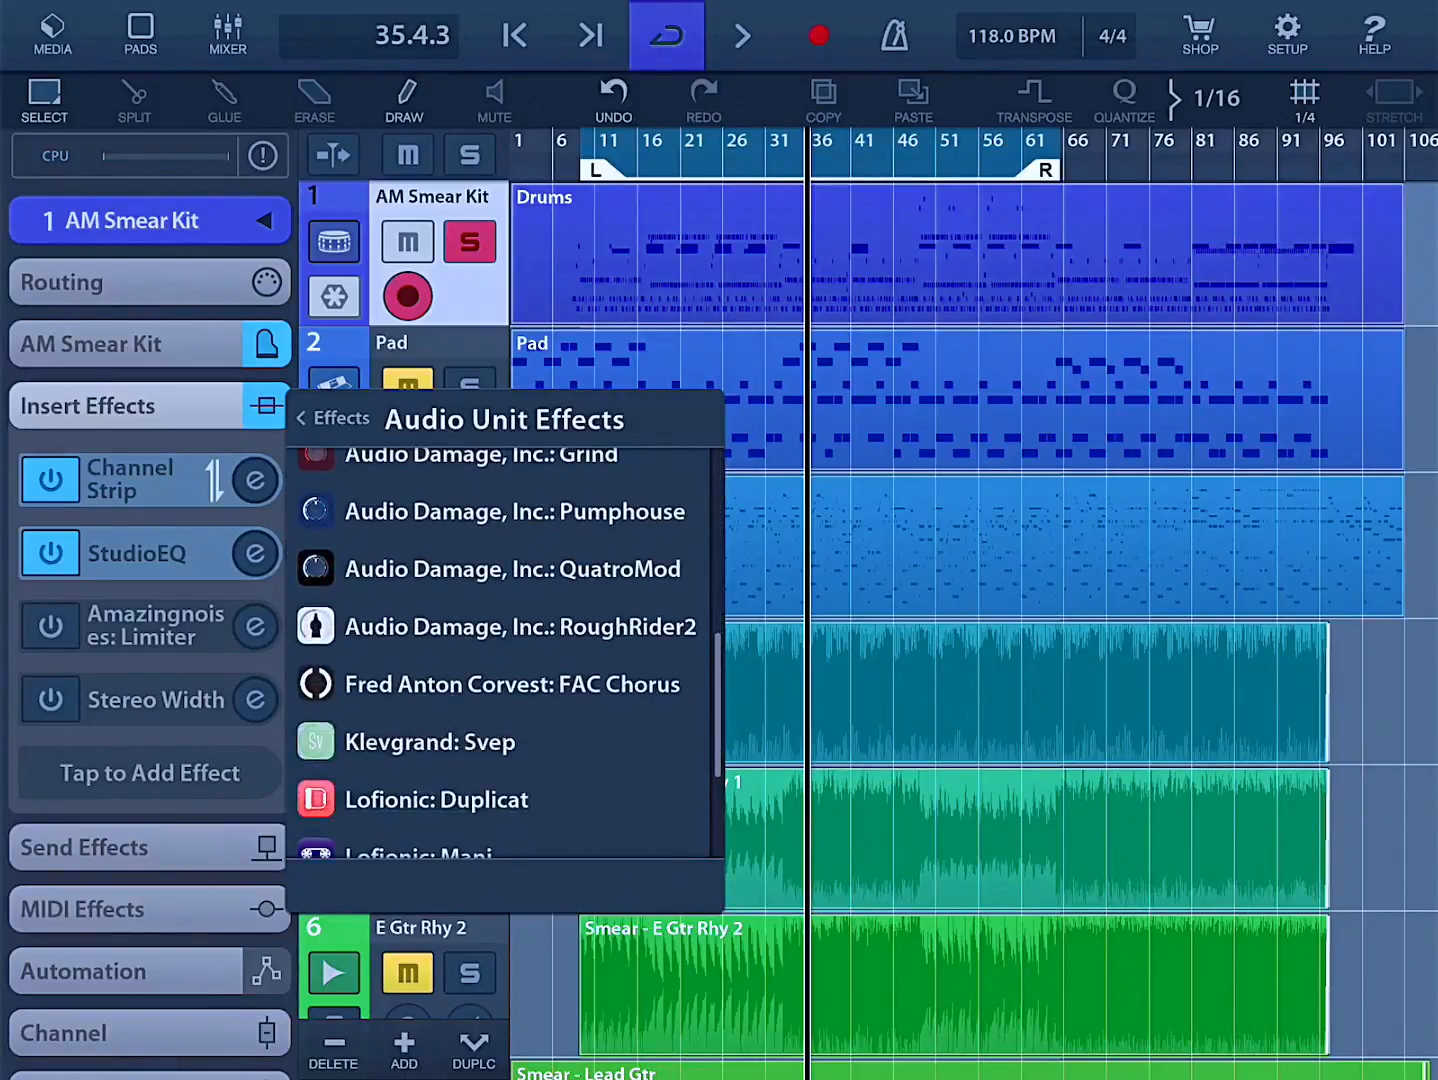 MEDIA
PADS
MIXER
35.4.3
118.0 BPM
4/4
SHOP
SETUP
HELP
SELECT
SPLIT
GLUE
ERASE
DRAW
MUTE
UNDO
REDO
COPY
PASTE
TRANSPOSE
QUANTIZE
1/16
1/4
STRETCH
CPU
M
S
1 6 11 16 21 26 31 36 41 46 51 56 61 66 71 76 81 86 91 96 101 106
L
R
1 AM Smear Kit
Routing
AM Smear Kit
Insert Effects
Channel
Strip
StudioEQ
Amazingnois
es: Limiter
Stereo Width
Tap to Add Effect
Send Effects
MIDI Effects
Automation
Channel
1
AM Smear Kit
M
S
Drums
2
Pad
M
S
Pad
Effects
Audio Unit Effects
Audio Damage, Inc.: Grind
Audio Damage, Inc.: Pumphouse
Audio Damage, Inc.: QuatroMod
Audio Damage, Inc.: RoughRider2
Fred Anton Corvest: FAC Chorus
Sv
Klevgrand: Svep
Lofionic: Duplicat
Lofionic: Manj
y 1
6
E Gtr Rhy 2
M
S
Smear - E Gtr Rhy 2
DELETE
ADD
DUPLC
Smear - Lead Gtr